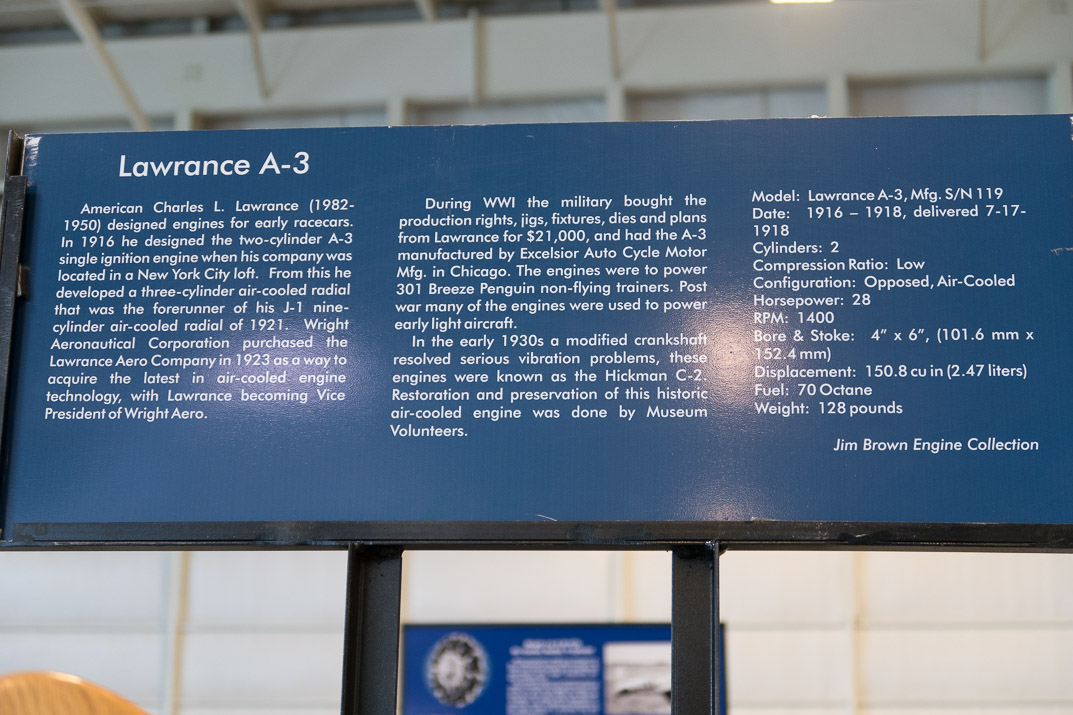 Lawrance A-3
American Charles L. Lawrance (1982-
1950) designed engines for early racecars.
In 1916 he designed the two-cylinder A-3
single ignition engine when his company was
located in a New York City loft. From this he
developed a three-cylinder air-cooled radial
that was the forerunner of his J-1 nine-
cylinder air-cooled radial of 1921. Wright
Aeronautical Corporation purchased the
Lawrance Aero Company in 1923 as a way to
acquire the latest in air-cooled engine
technology, with Lawrance becoming Vice
President of Wright Aero.
During WWI the military bought the
production rights, jigs, fixtures, dies and plans
from Lawrance for $21,000, and had the A-3
manufactured by Excelsior Auto Cycle Motor
Mfg. in Chicago. The engines were to power
301 Breeze Penguin non-flying trainers. Post
war many of the engines were used to power
early light aircraft.
In the early 1930s a modified crankshaft
resolved serious vibration problems, these
engines were known as the Hickman C-2.
Restoration and preservation of this historic
air-cooled engine was done by Museum
Volunteers.
Model: Lawrance A-3, Mfg. S/N 119
Date: 1916 – 1918, delivered 7-17-
1918
Cylinders: 2
Compression Ratio: Low
Configuration: Opposed, Air-Cooled
Horsepower: 28
RPM: 1400
Bore & Stoke: 4” x 6”, (101.6 mm x
152.4 mm)
Displacement: 150.8 cu in (2.47 liters)
Fuel: 70 Octane
Weight: 128 pounds
Jim Brown Engine Collection